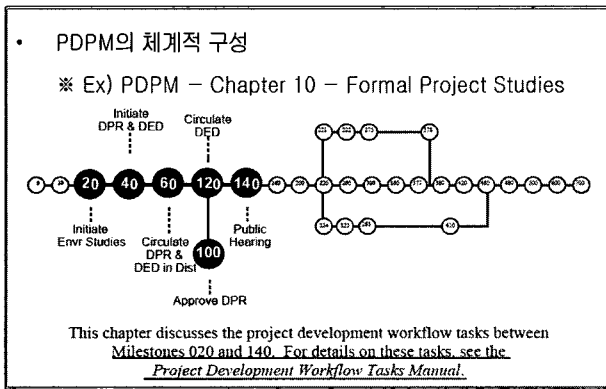 • PDPM의 체계적 구성
※ Ex) PDPM – Chapter 10 – Formal Project Studies
Initiate
DPR & DED
Circulate
DED
20 40 60 120 140
Initiate
Envr Studies
Circulate
DPR &
DED in Dist
Public
Hearing
100
Approve DPR
This chapter discusses the project development workflow tasks between
Milestones 020 and 140. For details on these tasks, see the
Project Development Workflow Tasks Manual.